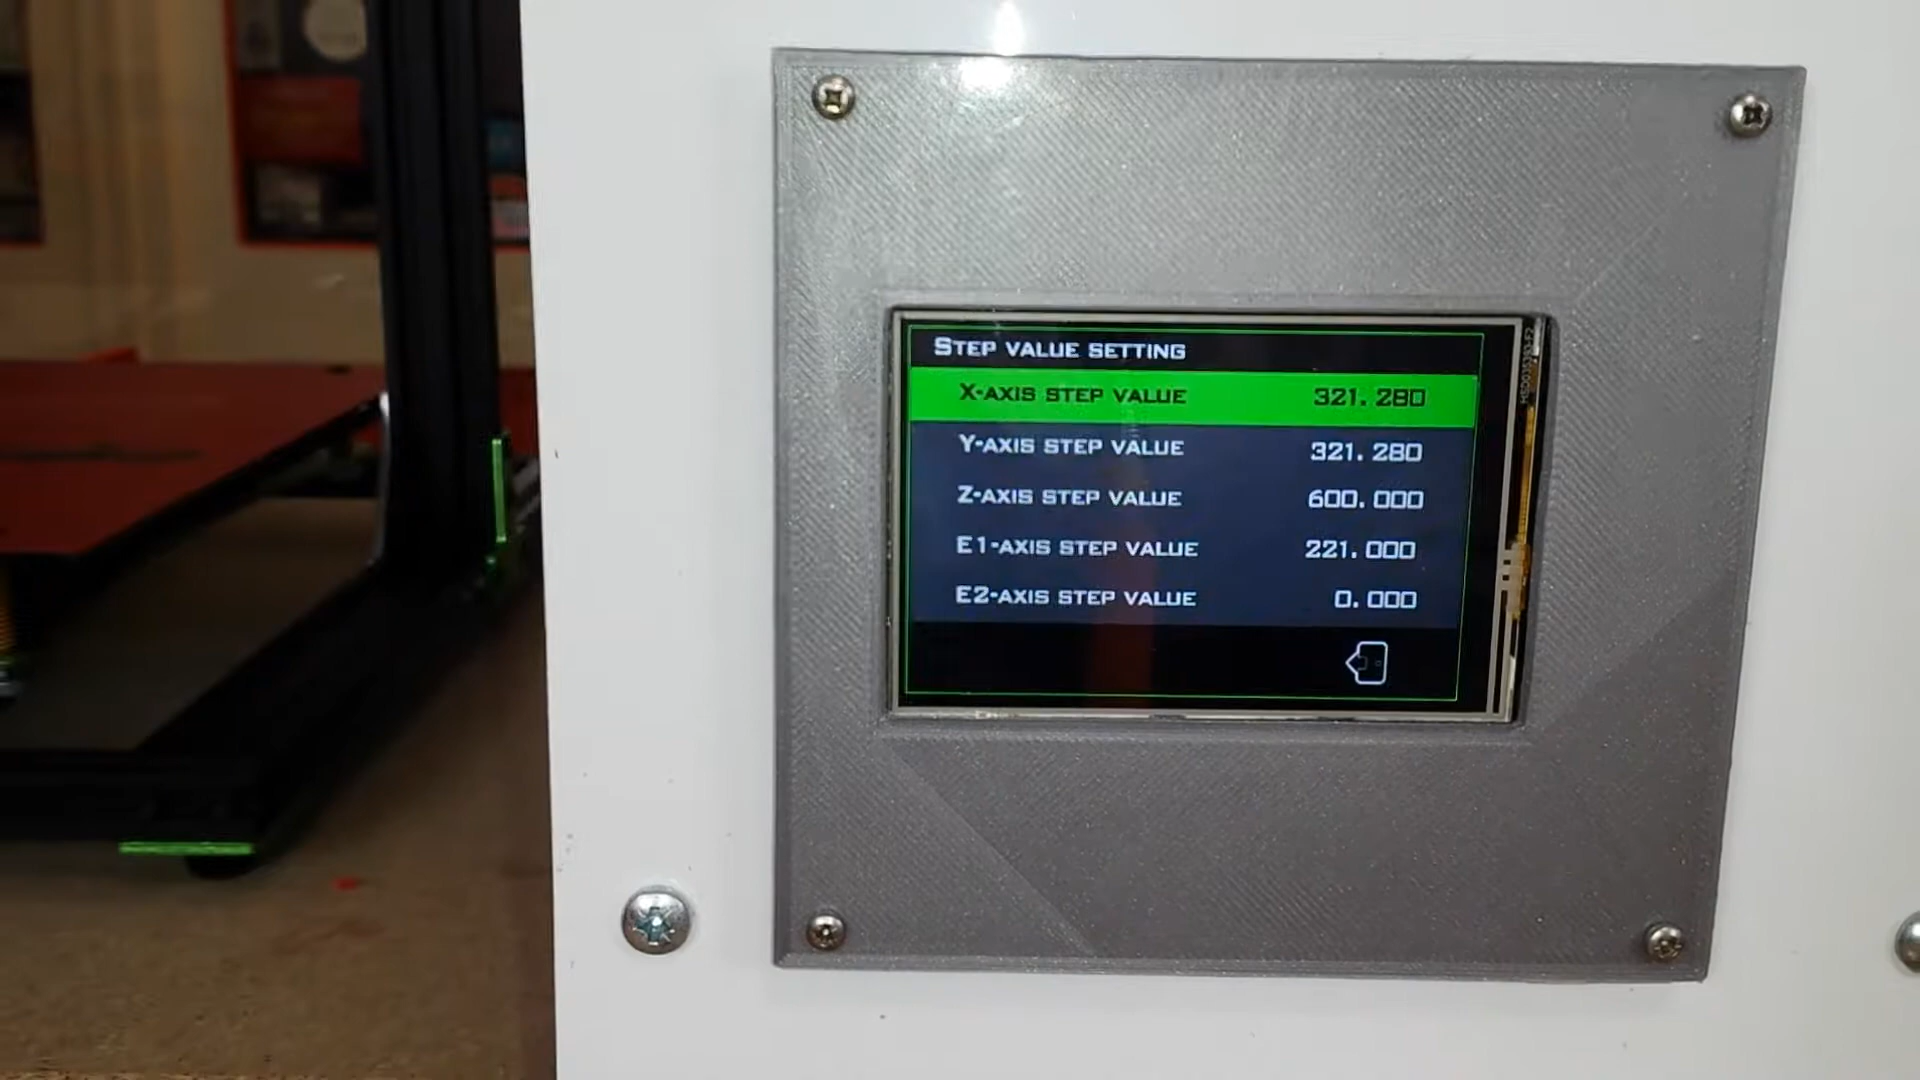 STEP VALUE SETTING
X-AXIS STEP VALUE 321.280
Y-AXIS STEP VALUE 321.280
Z-AXIS STEP VALUE 600.000
E1-AXIS STEP VALUE 221.000
E2-AXIS STEP VALUE 0.000